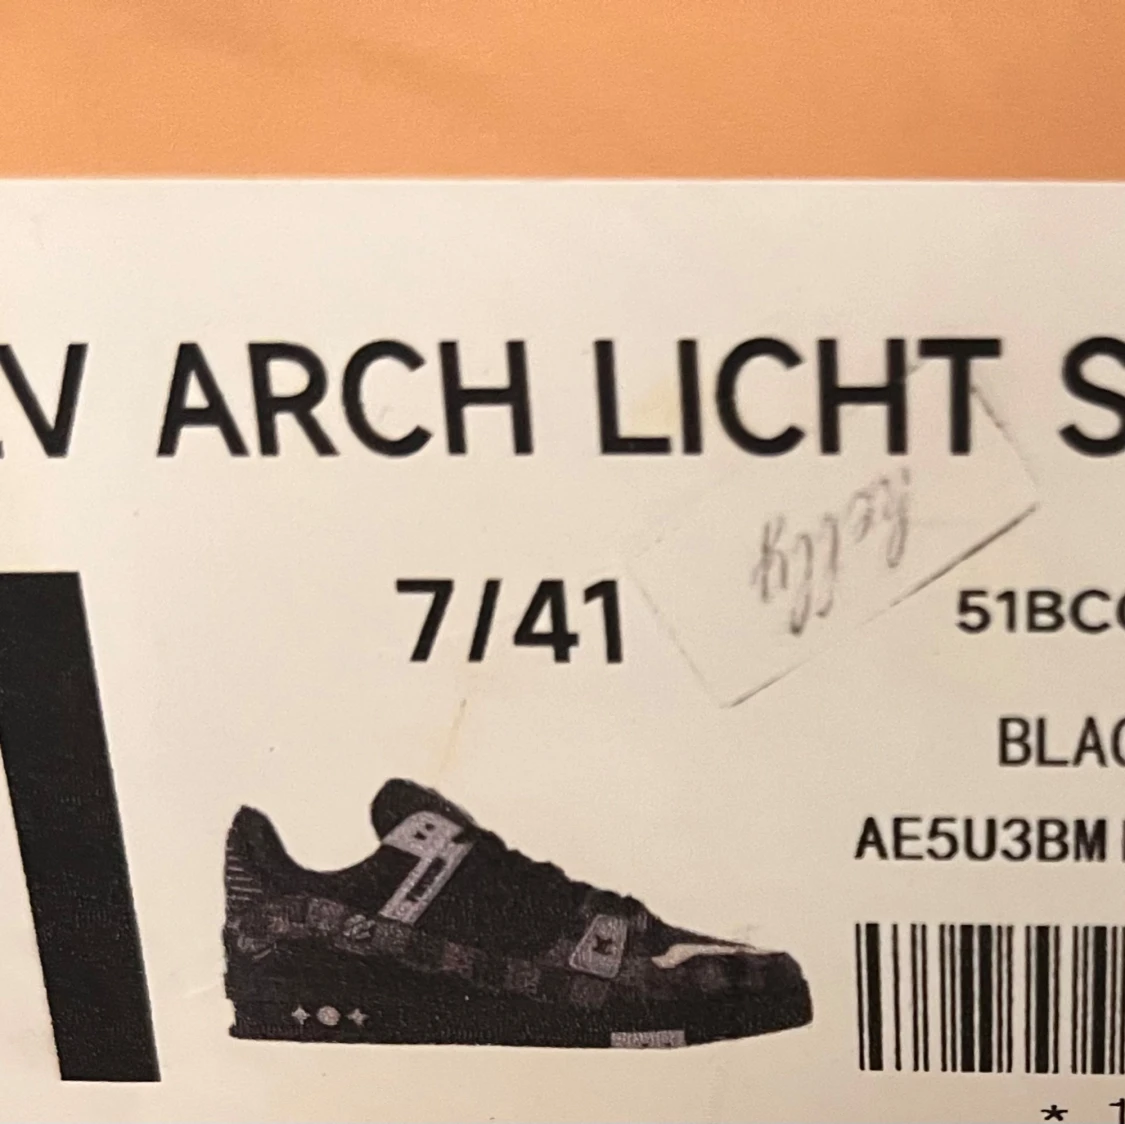 LV ARCH LICHT S
7/41
51BC
BLAC
AE5U3BM
*